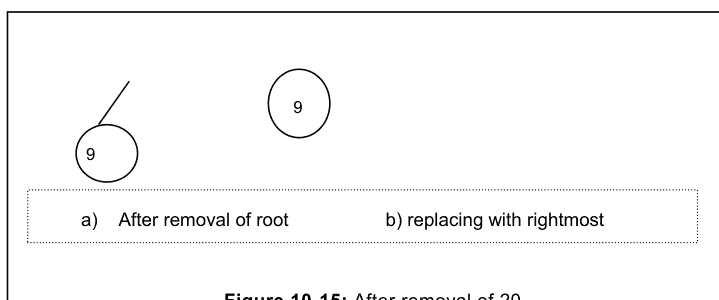 9
9
a) After removal of root b) replacing with rightmost
Figure 10-15: After removal of 20